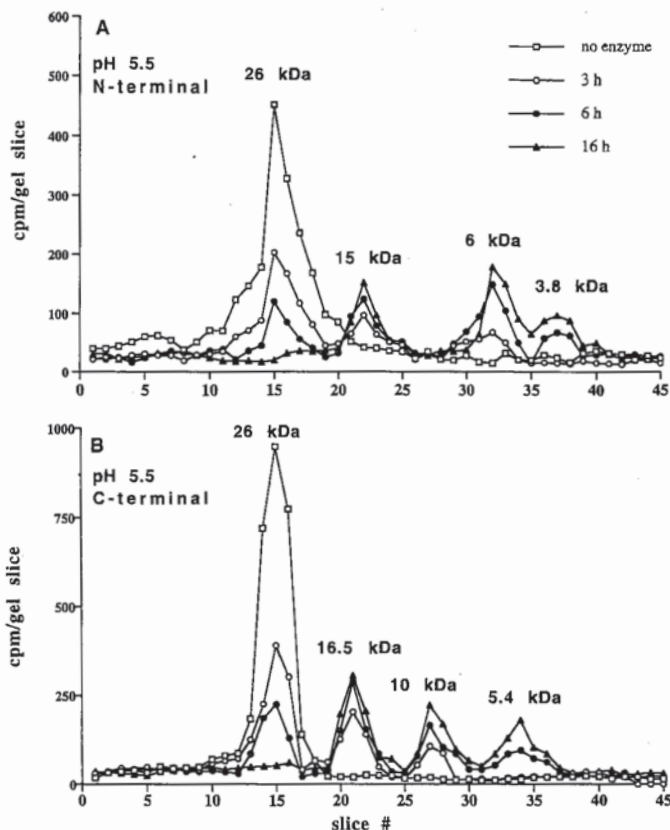 A
pH 5.5
N-terminal
26 kDa
15 kDa
6 kDa
3.8 kDa
no enzyme
3 h
6 h
16 h
cpm/gel slice
600
500
400
300
200
100
0
0 5 10 15 20 25 30 35 40 45
B
pH 5.5
C-terminal
26 kDa
16.5 kDa
10 kDa
5.4 kDa
cpm/gel slice
1000
750
500
250
0
0 5 10 15 20 25 30 35 40 45
slice #